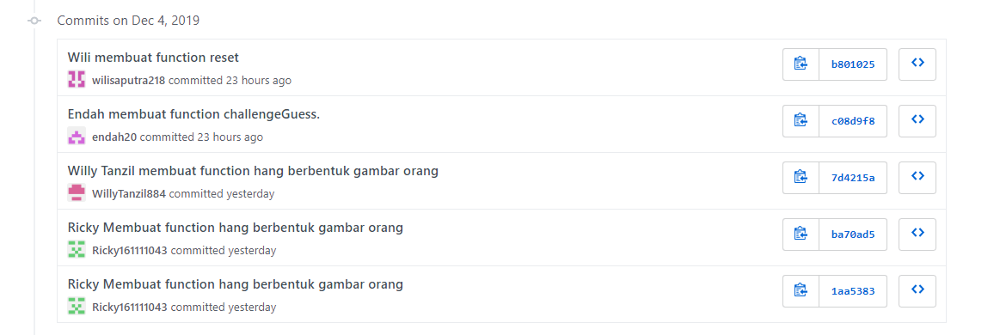 Commits on Dec 4, 2019
Wili membuat function reset
wilisaputra218 committed 23 hours ago
b801025
Endah membuat function challengeGuess.
endah20 committed 23 hours ago
c08d9f8
Willy Tanzil membuat function hang berbentuk gambar orang
WillyTanzil884 committed yesterday
7d4215a
Ricky Membuat function hang berbentuk gambar orang
Ricky161111043 committed yesterday
ba70ad5
Ricky Membuat function hang berbentuk gambar orang
Ricky161111043 committed yesterday
1aa5383